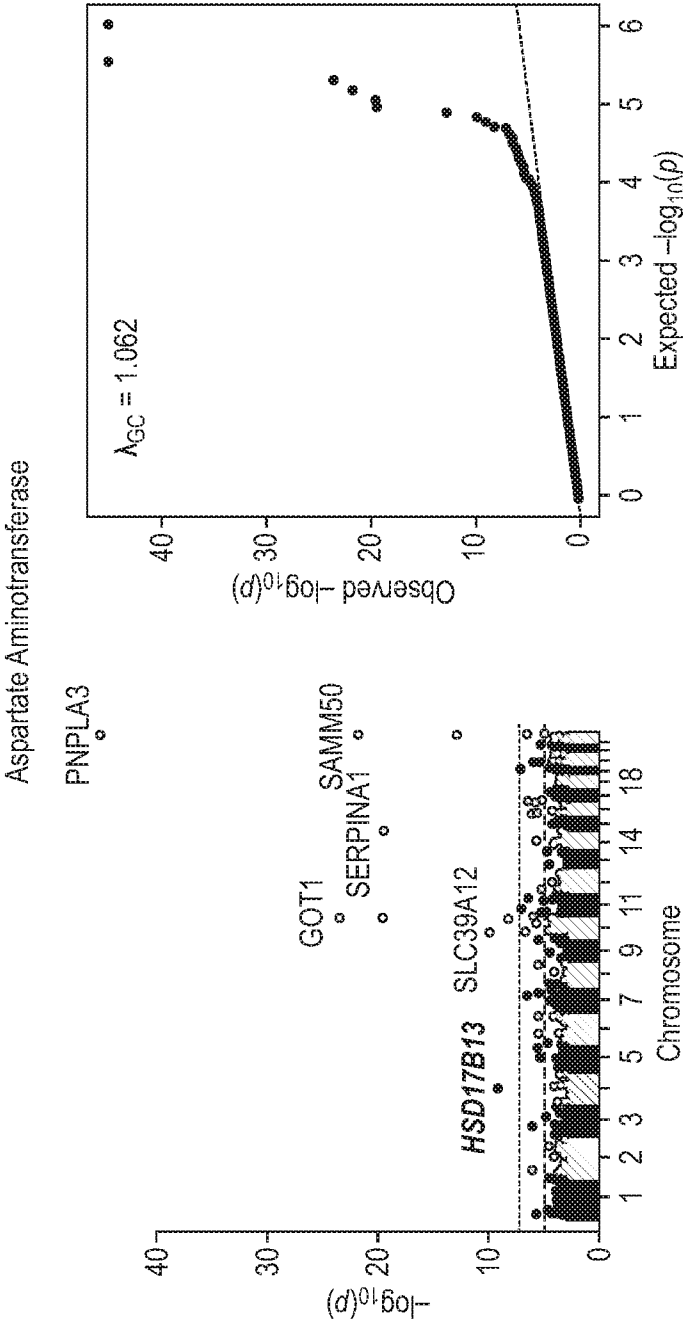 Aspartate Aminotransferase
40
30
20
10
0
–log10(p)
PNPLA3
GOT1
SAMM50
SERPINA1
SLC39A12
HSD17B13
1
2
3
5
7
9
11
14
18
Chromosome
40
30
20
10
0
Observed –log10(p)
λGC = 1.062
0
1
2
3
4
5
6
Expected –log10(p)